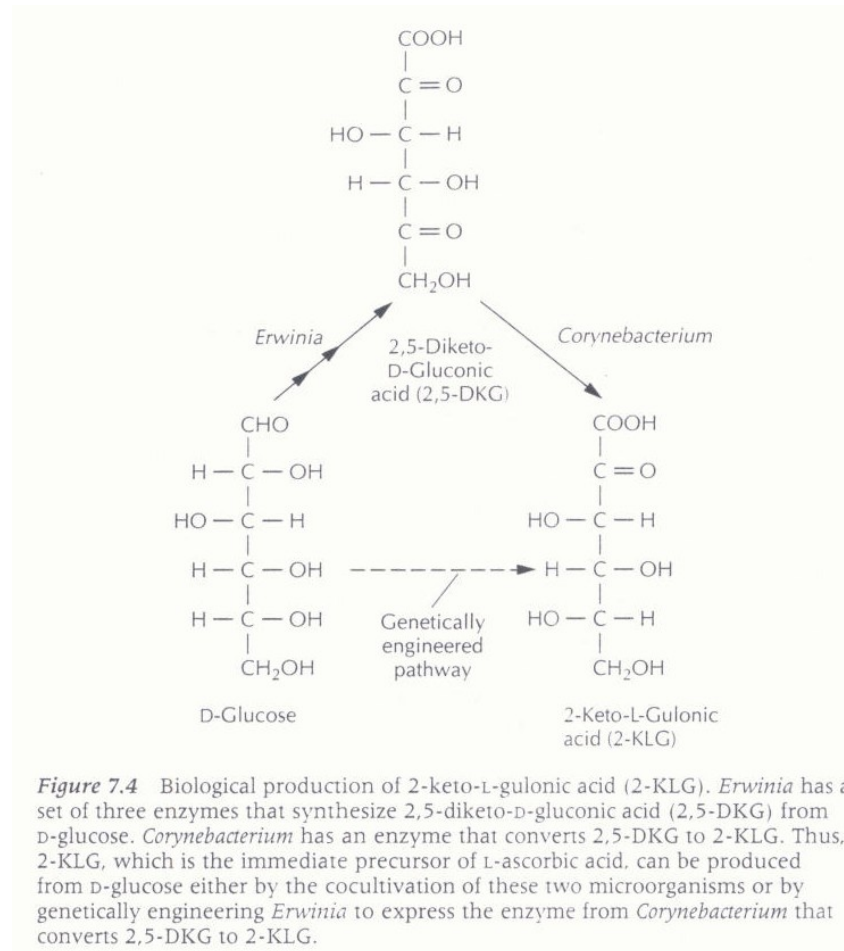 COOH
|
C=O
|
HO—C—H
|
H—C—OH
|
C=O
|
CH₂OH
Erwinia
2,5-Diketo-
D-Gluconic
acid (2,5-DKG)
Corynebacterium
CHO
|
H—C—OH
|
HO—C—H
|
H—C—OH
|
H—C—OH
|
CH₂OH
D-Glucose
Genetically
engineered
pathway
COOH
|
C=O
|
HO—C—H
|
H—C—OH
|
HO—C—H
|
CH₂OH
2-Keto-L-Gulonic
acid (2-KLG)
Figure 7.4 Biological production of 2-keto-L-gulonic acid (2-KLG). Erwinia has a
set of three enzymes that synthesize 2,5-diketo-D-gluconic acid (2,5-DKG) from
D-glucose. Corynebacterium has an enzyme that converts 2,5-DKG to 2-KLG. Thus,
2-KLG, which is the immediate precursor of L-ascorbic acid, can be produced
from D-glucose either by the cocultivation of these two microorganisms or by
genetically engineering Erwinia to express the enzyme from Corynebacterium that
converts 2,5-DKG to 2-KLG.